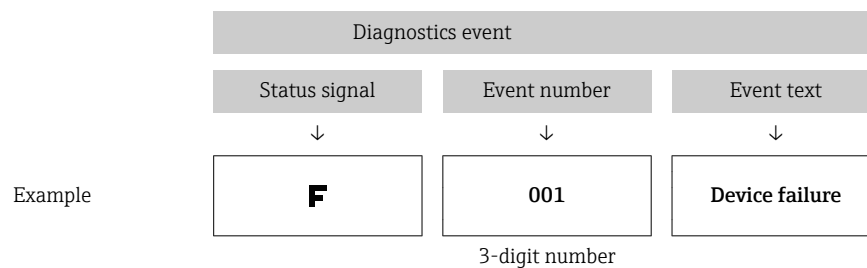 Diagnostics event
Status signal Event number Event text
↓ ↓ ↓
Example F 001 Device failure
3-digit number